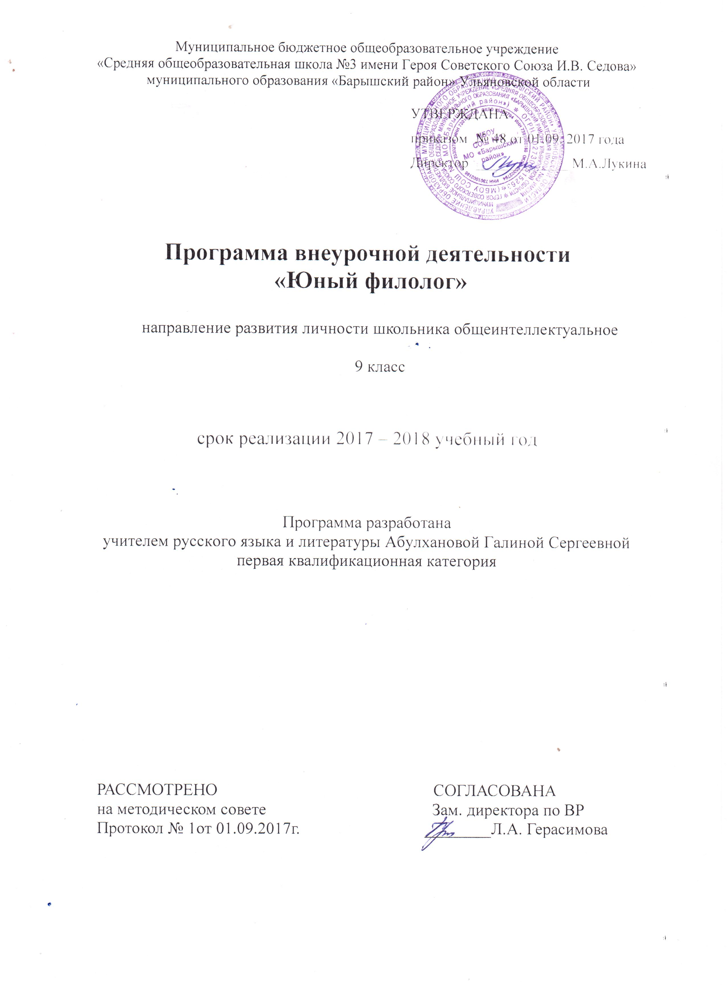 Муниципальное бюджетное общеобразовательное учреждение
«Средняя общеобразовательная школа №3 имени Героя Советского Союза И.В. Седова»
муниципального образования «Барышский район» Ульяновской области
УТВЕРЖДАНА
приказом № 48 от 01.09. 2017 года
Директор М.А.Лукина
МБОУ
СОШ №3
МО «Барышский
район»
Программа внеурочной деятельности
«Юный филолог»
направление развития личности школьника общеинтеллектуальное
9 класс
срок реализации 2017 – 2018 учебный год
Программа разработана
учителем русского языка и литературы Абулхановой Галиной Сергеевной
первая квалификационная категория
РАССМОТРЕНО
на методическом совете
Протокол № 1от 01.09.2017г.
СОГЛАСОВАНА
Зам. директора по ВР
Л.А. Герасимова